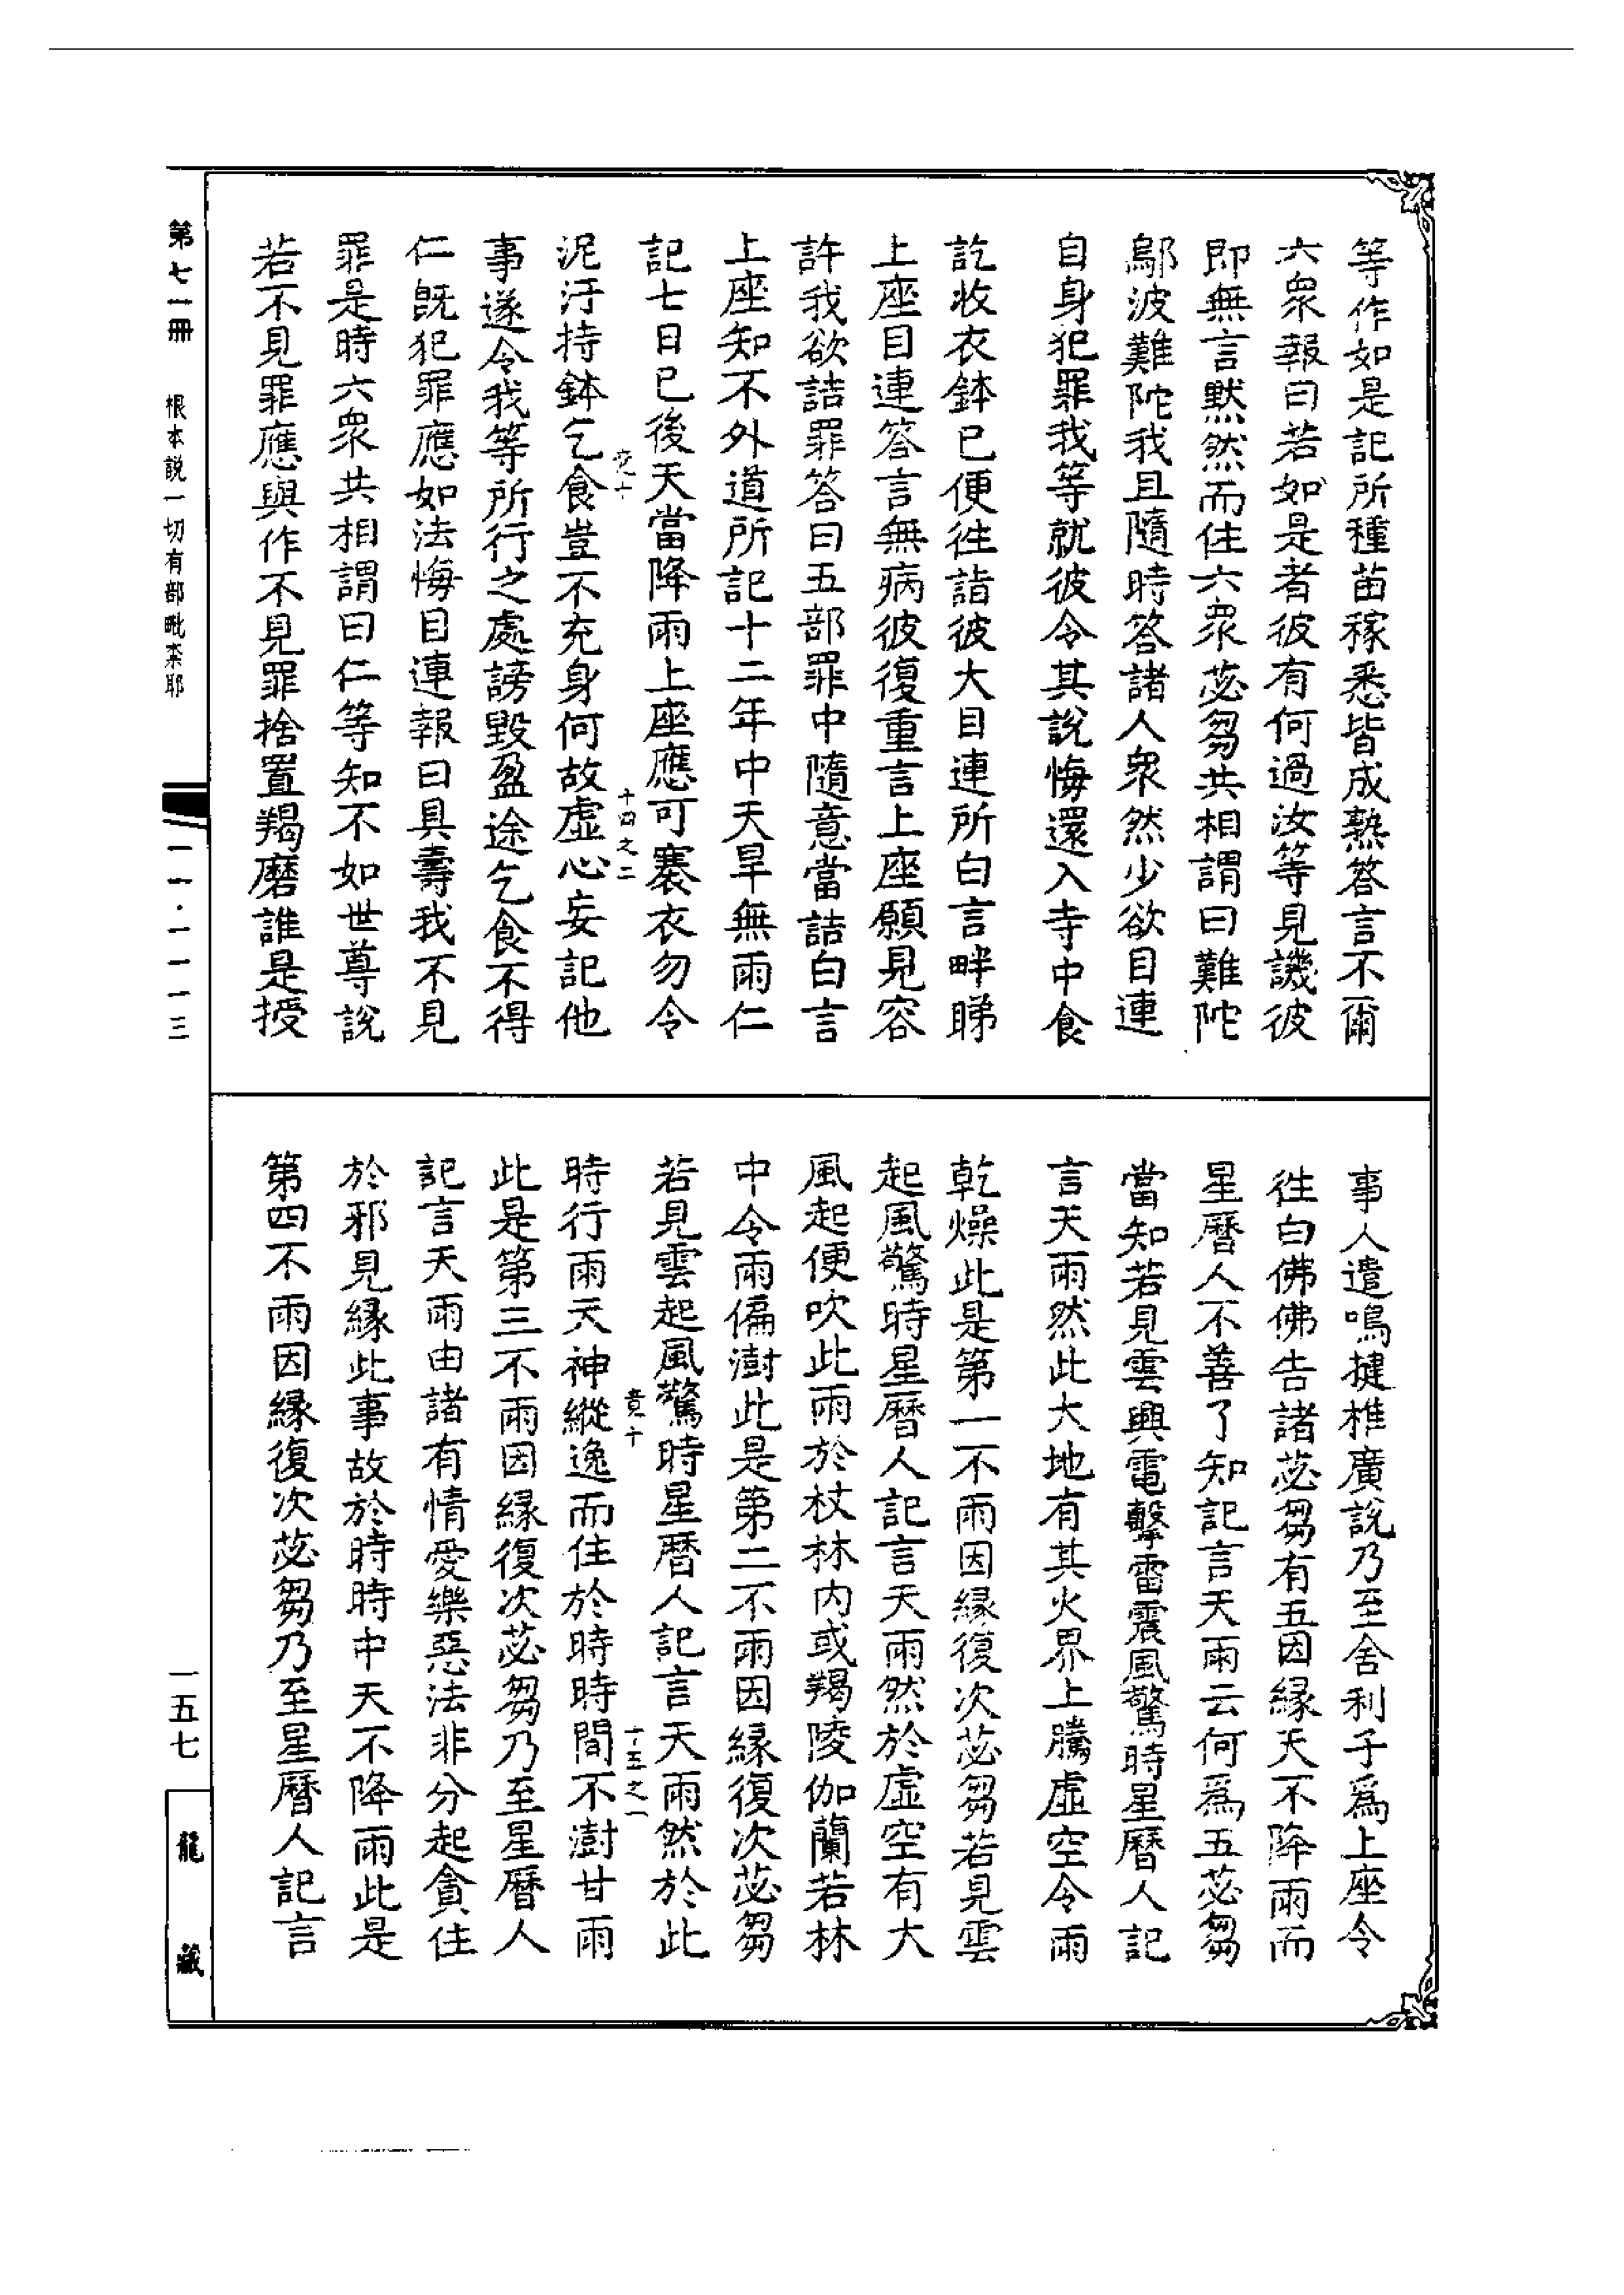 等作如是記所種苗稼悉皆成熟答言不爾
六衆報曰若如是者彼有何過汝等見譏彼
即無言默然而住六衆苾芻共相謂曰難陀
鄔波難陀我且隨時答諸人衆然少欲目連
自身犯罪我等就彼令其說悔還入寺中食
訖收衣鉢已便往詣彼大目連所白言畔睇
上座目連答言無病彼復重言上座願見容
許我欲詰罪答曰五部罪中隨意當詰白言
上座知不外道所記十二年中天旱無雨仁
記七日已後天當降雨上座應可褰衣勿令
十四之二
泥汙持鉢乞食豈不充身何故虛心妄記他
事遂令我等所行之處謗毀盈途乞食不得
仁既犯罪應如法悔目連報曰具壽我不見
罪是時六衆共相謂曰仁等知不如世尊說
若不見罪應與作不見罪捨置羯磨誰是授
事人遣鳴揵椎廣說乃至舍利子爲上座令
往白佛佛告諸苾芻有五因緣天不降雨而
星曆人不善了知記言天雨云何爲五苾芻
當知若見雲興電擊雷震風驚時星曆人記
言天雨然此大地有其火界上騰虛空令雨
乾燥此是第一不雨因緣復次苾芻若見雲
起風驚時星曆人記言天雨然於虛空有大
風起便吹此雨於杖林內或羯陵伽蘭若林
中令雨偏澍此是第二不雨因緣復次苾芻
若見雲起風驚時星曆人記言天雨然於此
十五之一
時行雨天神縱逸而住於時時間不澍甘雨
此是第三不雨因緣復次苾芻乃至星曆人
記言天雨由諸有情愛樂惡法非分起貪住
於邪見緣此事故於時時中天不降雨此是
第四不雨因緣復次苾芻乃至星曆人記言
第七一冊 根本說一切有部毗柰耶
一一·一一一三
一五七
龍藏